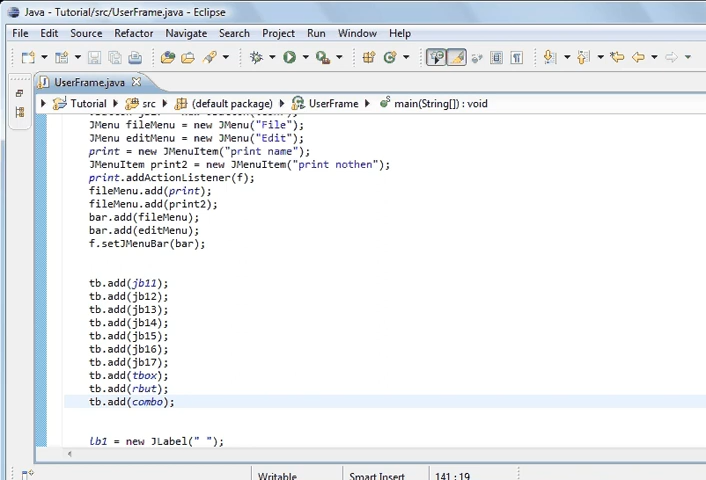 Java - Tutorial/src/UserFrame.java - Eclipse
File Edit Source Refactor Navigate Search Project Run Window Help
UserFrame.java
Tutorial src (default package) UserFrame main(String[]) : void
JMenu fileMenu = new JMenu("File");
JMenu editMenu = new JMenu("Edit");
print = new JMenuItem("print name");
JMenuItem print2 = new JMenuItem("print nothen");
print.addActionListener(f);
fileMenu.add(print);
fileMenu.add(print2);
bar.add(fileMenu);
bar.add(editMenu);
f.setJMenuBar(bar);
tb.add(jb11);
tb.add(jb12);
tb.add(jb13);
tb.add(jb14);
tb.add(jb15);
tb.add(jb16);
tb.add(jb17);
tb.add(tbox);
tb.add(rbut);
tb.add(combo);
lb1 = new JLabel(" ");
Writable Smart Insert 141 : 19